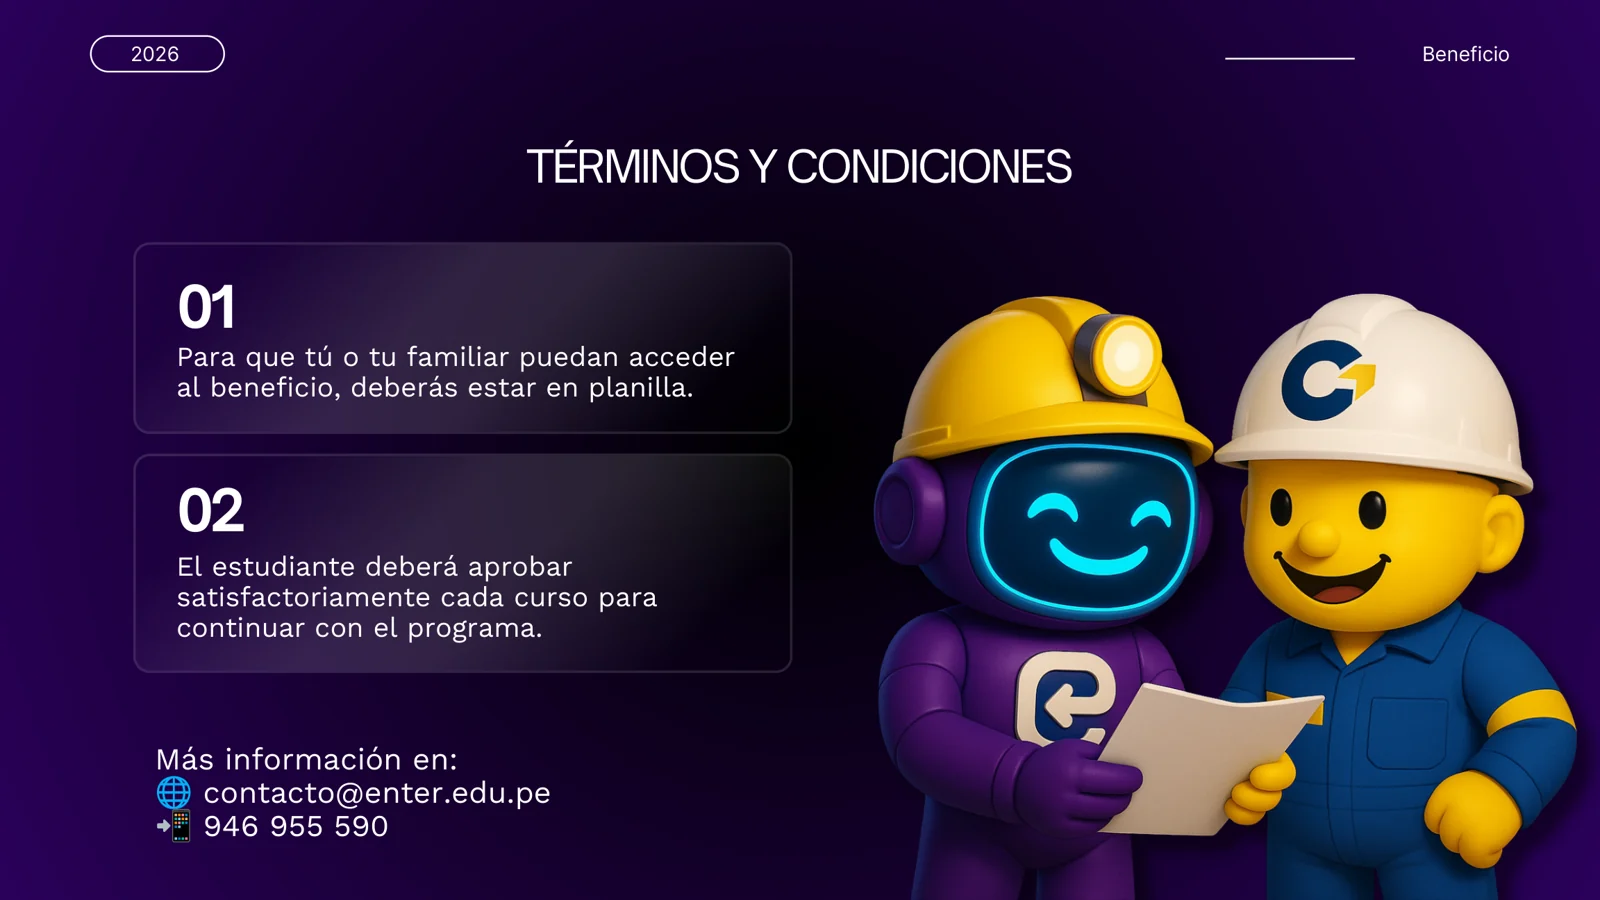 2026
Beneficio
TÉRMINOS Y CONDICIONES
01
Para que tú o tu familiar puedan acceder
al beneficio, deberás estar en planilla.
02
El estudiante deberá aprobar
satisfactoriamente cada curso para
continuar con el programa.
Más información en:
🌐 contacto@enter.edu.pe
📲 946 955 590